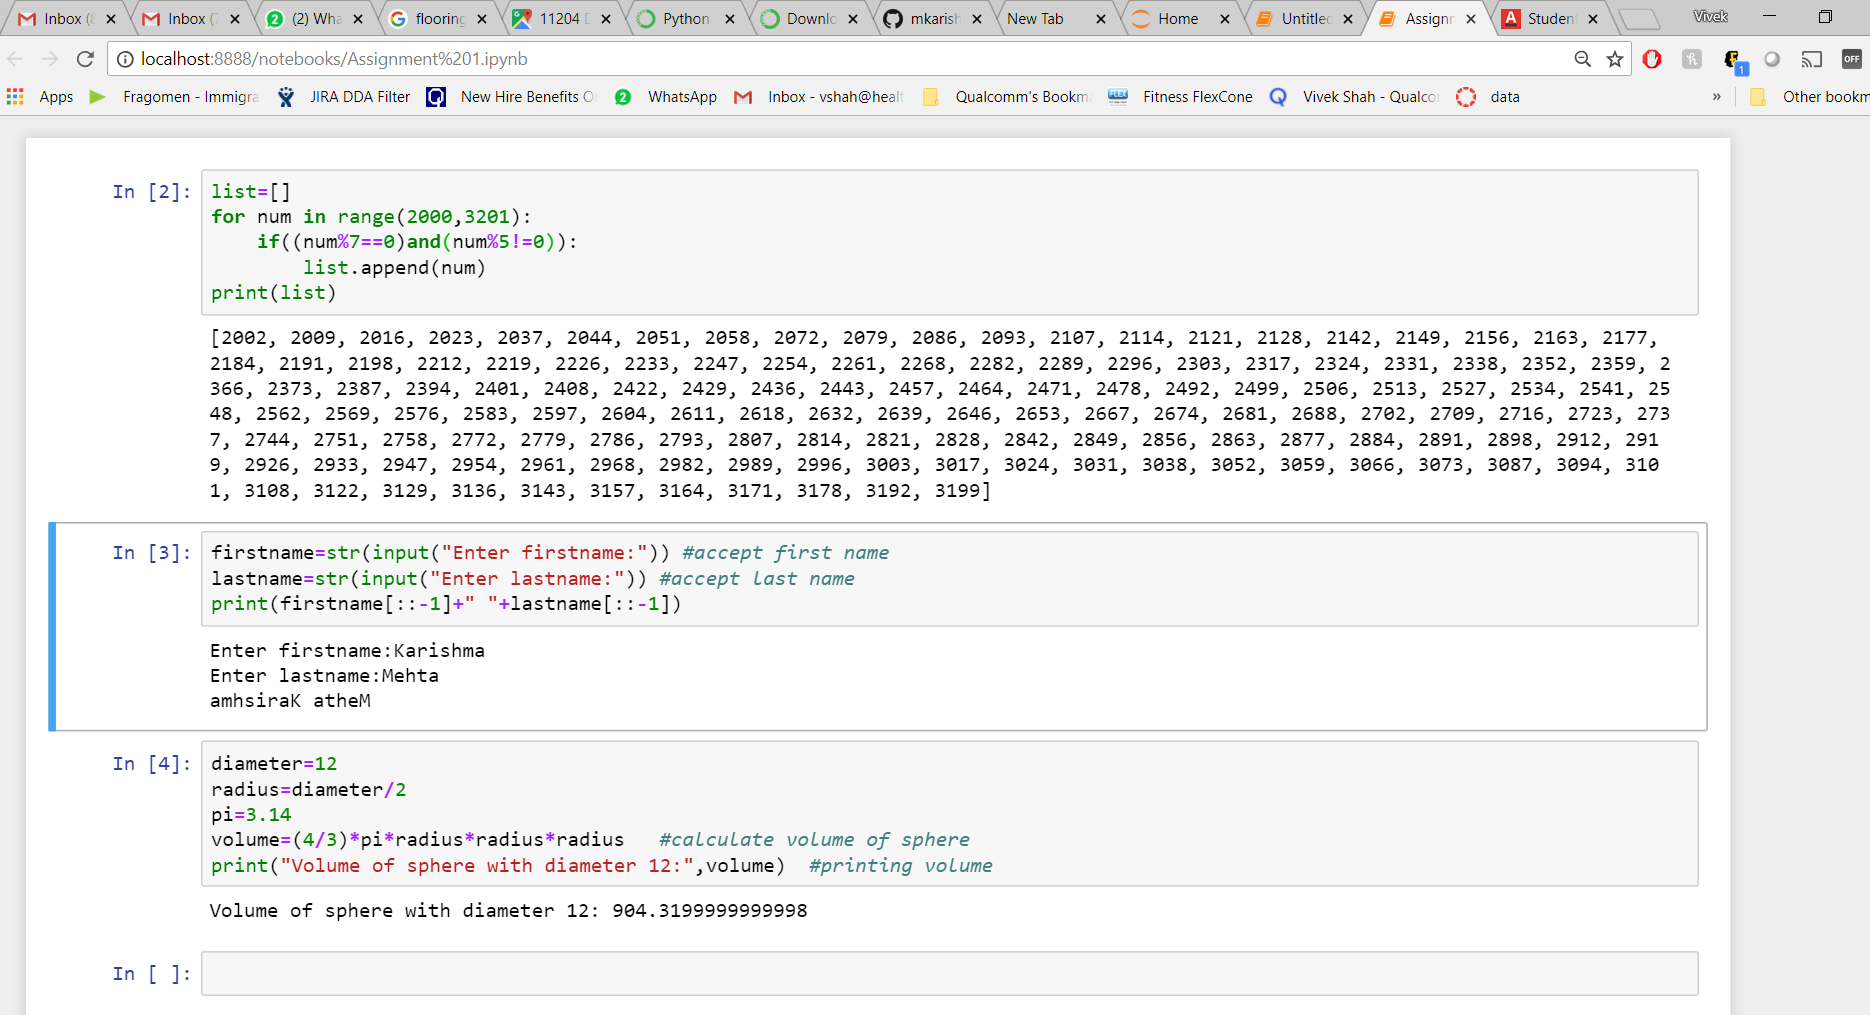 Inbox (8
Inbox (7
(2) Wha
flooring
11204 D
Python
Downlo
mkarish
New Tab
Home
Untitled
Assignm
Student
Vivek
localhost:8888/notebooks/Assignment%201.ipynb
1
OFF
Apps
Fragomen - Immigra
JIRA DDA Filter
New Hire Benefits O
WhatsApp
Inbox - vshah@healt
Qualcomm's Bookma
Fitness FlexCone
Vivek Shah - Qualco
data
»
Other bookm
In [2]:
list=[]
for num in range(2000,3201):
    if((num%7==0)and(num%5!=0)):
        list.append(num)
print(list)
[2002, 2009, 2016, 2023, 2037, 2044, 2051, 2058, 2072, 2079, 2086, 2093, 2107, 2114, 2121, 2128, 2142, 2149, 2156, 2163, 2177,
2184, 2191, 2198, 2212, 2219, 2226, 2233, 2247, 2254, 2261, 2268, 2282, 2289, 2296, 2303, 2317, 2324, 2331, 2338, 2352, 2359, 2
366, 2373, 2387, 2394, 2401, 2408, 2422, 2429, 2436, 2443, 2457, 2464, 2471, 2478, 2492, 2499, 2506, 2513, 2527, 2534, 2541, 25
48, 2562, 2569, 2576, 2583, 2597, 2604, 2611, 2618, 2632, 2639, 2646, 2653, 2667, 2674, 2681, 2688, 2702, 2709, 2716, 2723, 273
7, 2744, 2751, 2758, 2772, 2779, 2786, 2793, 2807, 2814, 2821, 2828, 2842, 2849, 2856, 2863, 2877, 2884, 2891, 2898, 2912, 291
9, 2926, 2933, 2947, 2954, 2961, 2968, 2982, 2989, 2996, 3003, 3017, 3024, 3031, 3038, 3052, 3059, 3066, 3073, 3087, 3094, 310
1, 3108, 3122, 3129, 3136, 3143, 3157, 3164, 3171, 3178, 3192, 3199]
In [3]:
firstname=str(input("Enter firstname:")) #accept first name
lastname=str(input("Enter lastname:")) #accept last name
print(firstname[::-1]+" "+lastname[::-1])
Enter firstname:Karishma
Enter lastname:Mehta
amhsiraK atheM
In [4]:
diameter=12
radius=diameter/2
pi=3.14
volume=(4/3)*pi*radius*radius*radius   #calculate volume of sphere
print("Volume of sphere with diameter 12:",volume)  #printing volume
Volume of sphere with diameter 12: 904.3199999999998
In [ ]: